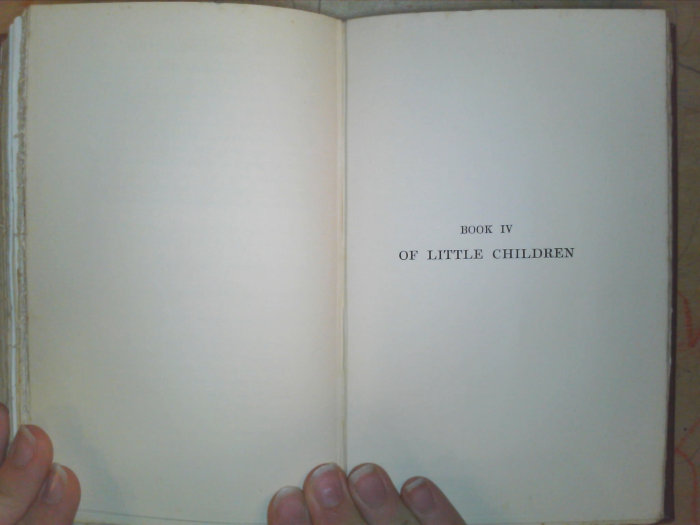 BOOK IV
OF LITTLE CHILDREN